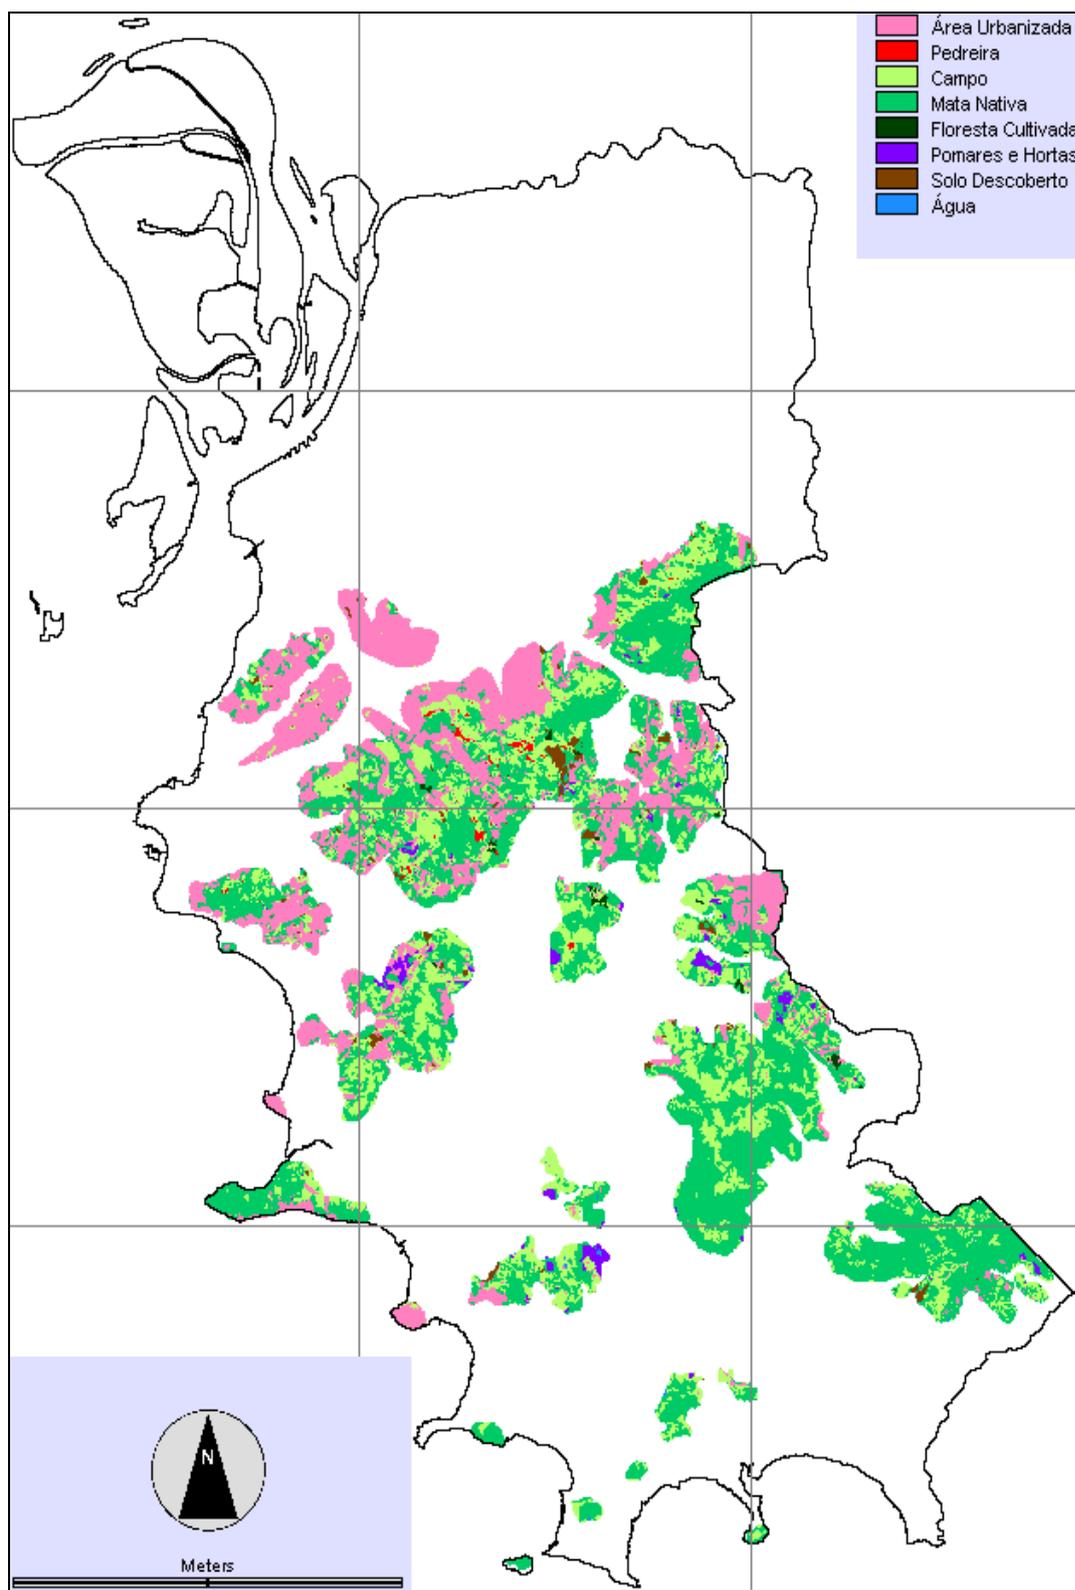 Área Urbanizada
Pedreira
Campo
Mata Nativa
Floresta Cultivada
Pomares e Hortas
Solo Descoberto
Água
N
Meters